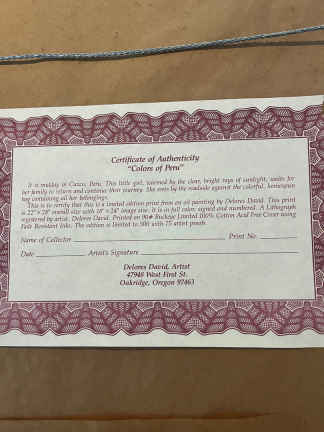 Certificate of Authenticity
"Colors of Peru"
It is midday in Cuzco, Peru. This little girl, warmed by the clear, bright rays of sunlight, waits for
her family to return and continue their journey. She rests by the roadside against the colorful, homespun
bag containing all her belongings.
This is to certify that this is a limited edition print from an oil painting by Delores David. This print
is 22" x 28" overall size with 18" x 24" image size. It is in full color, signed and numbered. A Lithograph
registered by artist, Delores David. Printed on 90# Buckeye Limited 100% Cotton Acid Free Cover using
Fade Resistant Inks. The edition is limited to 500 with 75 artist proofs.
Name of Collector Print No.
Date Artist's Signature
Delores David, Artist
47948 West First St.
Oakridge, Oregon 97463